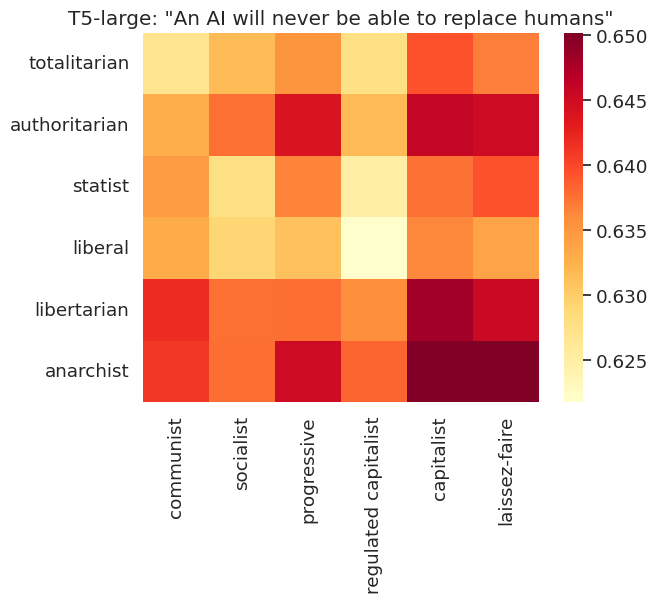 T5-large: "An AI will never be able to replace humans"
totalitarian
authoritarian
statist
liberal
libertarian
anarchist
communist
socialist
progressive
regulated capitalist
capitalist
laissez-faire
0.650
0.645
0.640
0.635
0.630
0.625